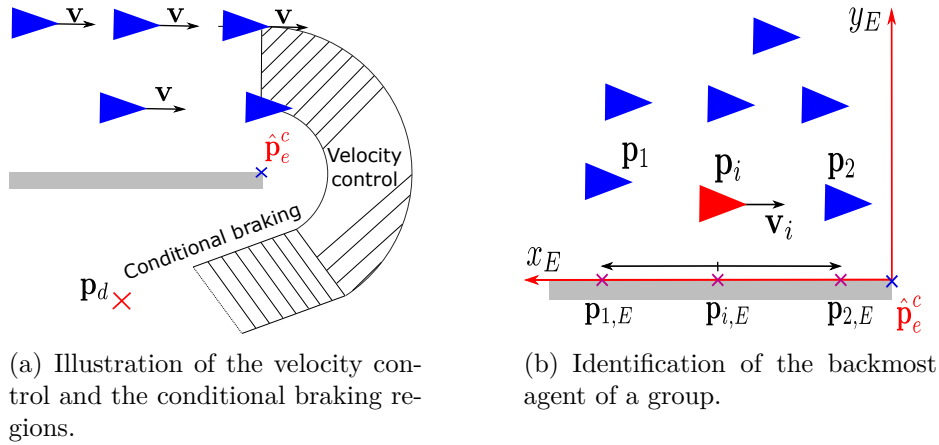 v v v
v
p̂_e^c
Velocity
control
Conditional braking
p_d
(a) Illustration of the velocity con-
trol and the conditional braking re-
gions.
y_E
p_1 p_i p_2
v_i
x_E
p_{1,E} p_{i,E} p_{2,E} p̂_e^c
(b) Identification of the backmost
agent of a group.